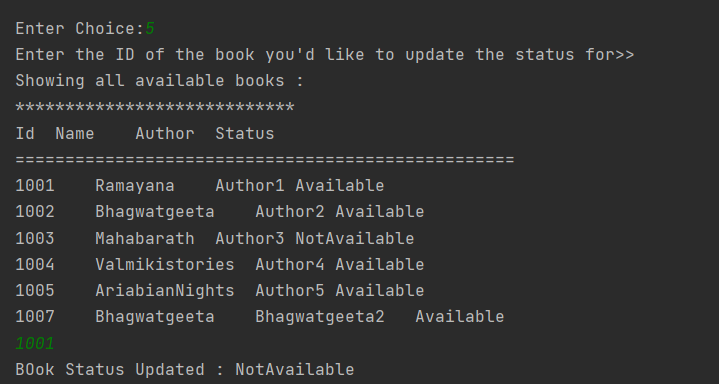 Enter Choice:5
Enter the ID of the book you'd like to update the status for>>
Showing all available books :
****************************
Id  Name    Author  Status
==================================================
1001    Ramayana    Author1 Available
1002    Bhagwatgeeta    Author2 Available
1003    Mahabarath  Author3 NotAvailable
1004    Valmikistories  Author4 Available
1005    AriabianNights  Author5 Available
1007    Bhagwatgeeta    Bhagwatgeeta2   Available
1001
BOok Status Updated : NotAvailable